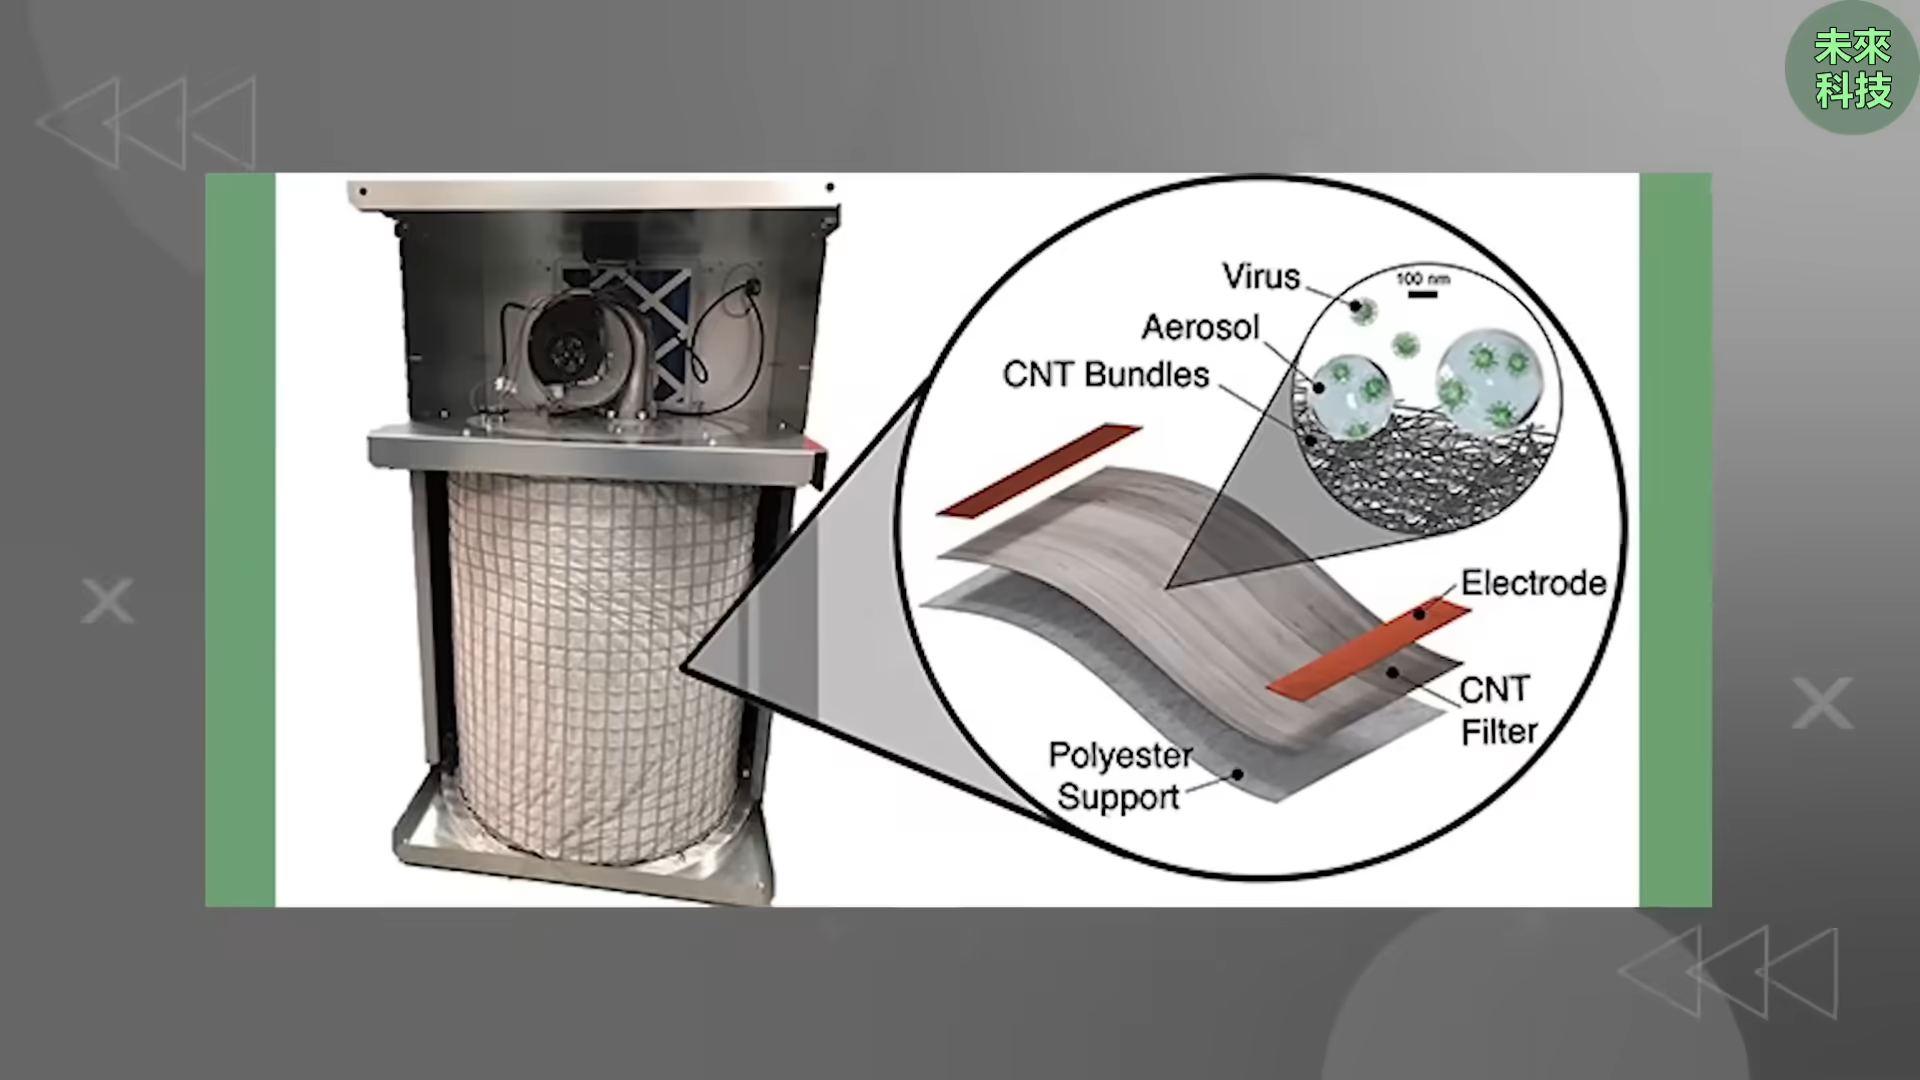 未來
科技
Virus
100 nm
Aerosol
CNT Bundles
Electrode
CNT
Filter
Polyester
Support